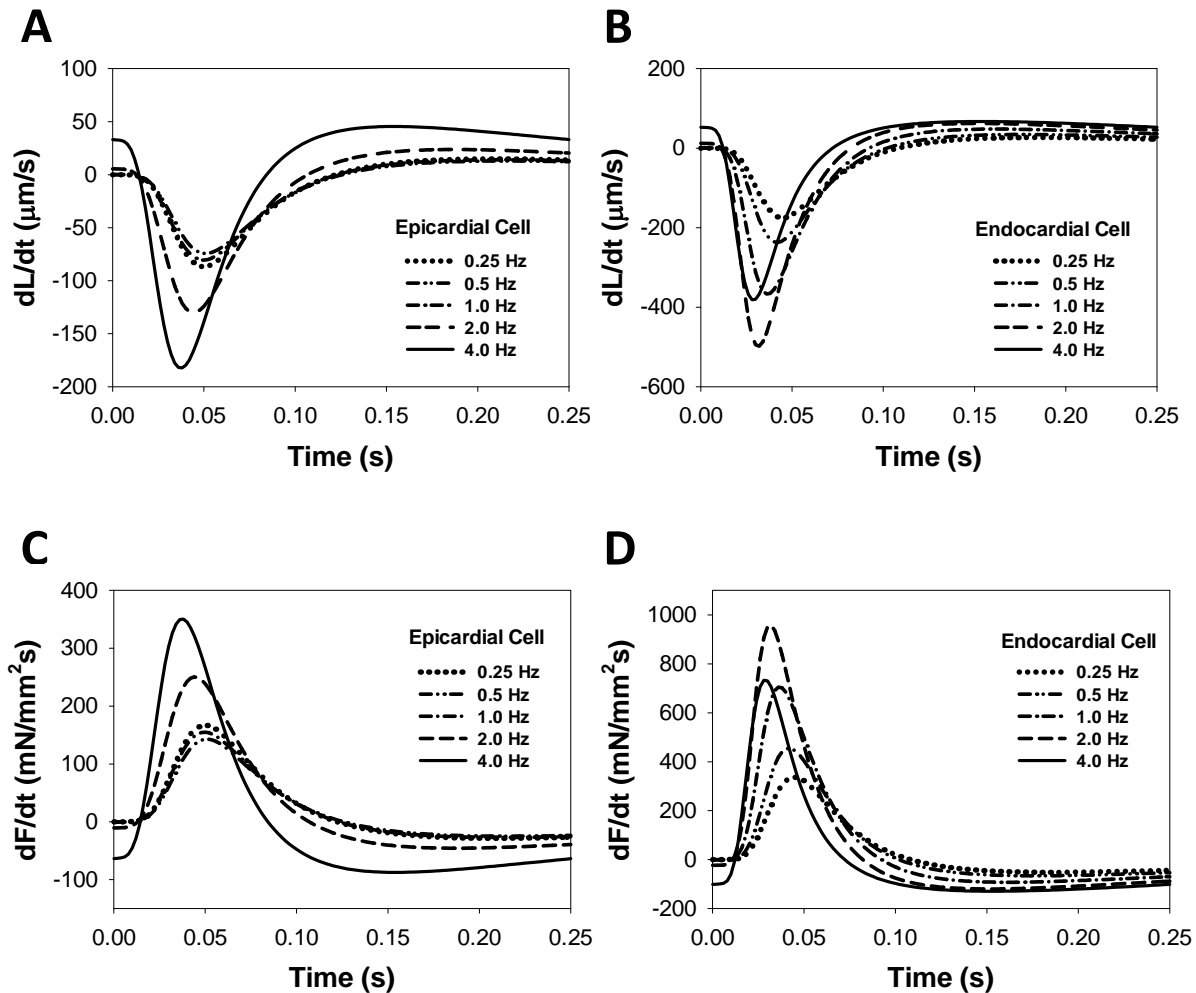 A
100
50
0
-50
-100
-150
-200
dL/dt (μm/s)
0.00 0.05 0.10 0.15 0.20 0.25
Time (s)
Epicardial Cell
0.25 Hz
0.5 Hz
1.0 Hz
2.0 Hz
4.0 Hz
B
200
0
-200
-400
-600
dL/dt (μm/s)
0.00 0.05 0.10 0.15 0.20 0.25
Time (s)
Endocardial Cell
0.25 Hz
0.5 Hz
1.0 Hz
2.0 Hz
4.0 Hz
C
400
300
200
100
0
-100
dF/dt (mN/mm²s)
0.00 0.05 0.10 0.15 0.20 0.25
Time (s)
Epicardial Cell
0.25 Hz
0.5 Hz
1.0 Hz
2.0 Hz
4.0 Hz
D
1000
800
600
400
200
0
-200
dF/dt (mN/mm²s)
0.00 0.05 0.10 0.15 0.20 0.25
Time (s)
Endocardial Cell
0.25 Hz
0.5 Hz
1.0 Hz
2.0 Hz
4.0 Hz